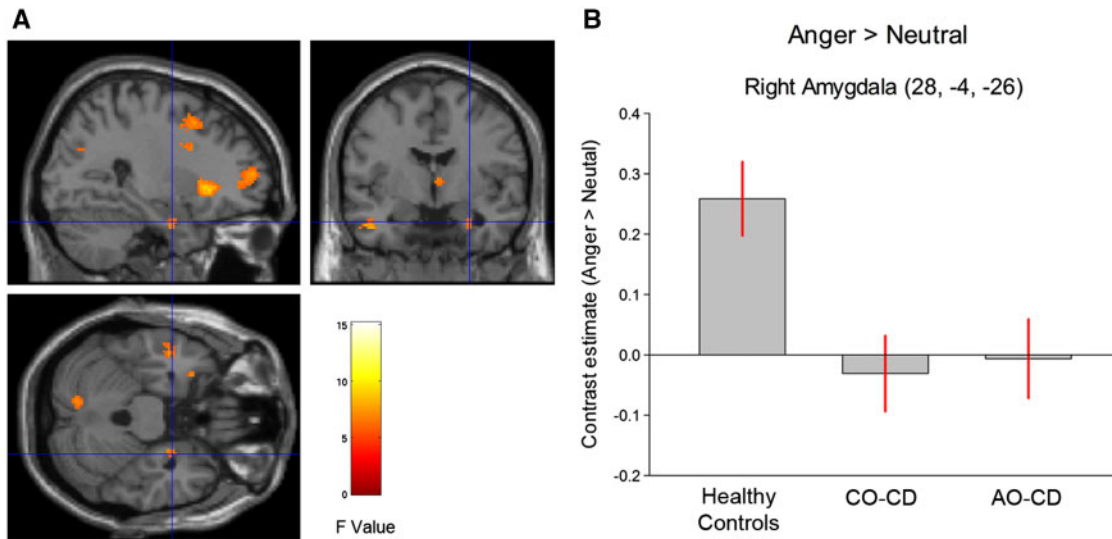 A
15
10
5
0
F Value
B
Anger > Neutral
Right Amygdala (28, -4, -26)
Contrast estimate (Anger > Neutal)
0.4
0.3
0.2
0.1
0.0
-0.1
-0.2
Healthy
Controls
CO-CD
AO-CD